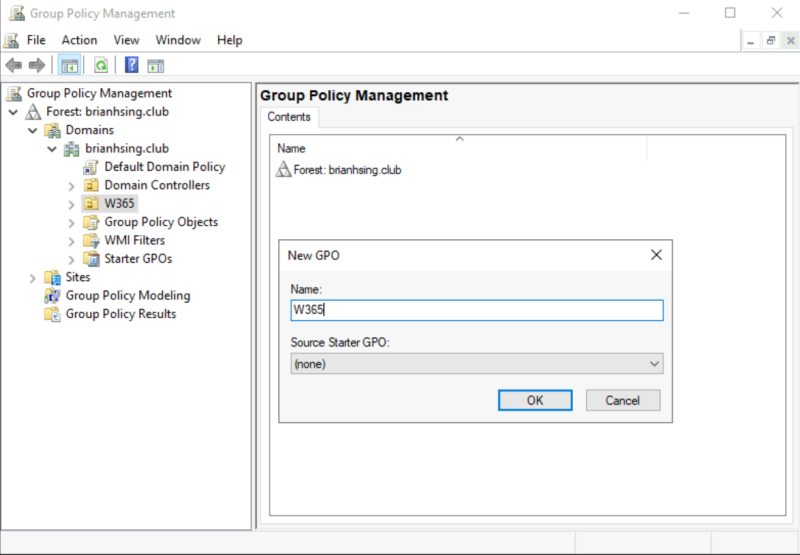 Group Policy Management
File Action View Window Help
Group Policy Management
Forest: brianhsing.club
Domains
brianhsing.club
Default Domain Policy
Domain Controllers
W365
Group Policy Objects
WMI Filters
Starter GPOs
Sites
Group Policy Modeling
Group Policy Results
Group Policy Management
Contents
Name
Forest: brianhsing.club
New GPO
Name:
W365
Source Starter GPO:
(none)
OK Cancel